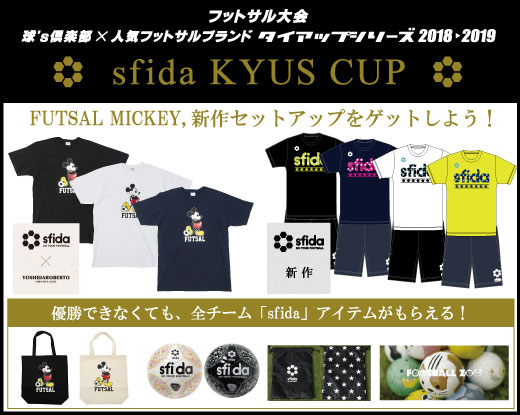 フットサル大会
球's倶楽部×人気フットサルブランド タイアップシリーズ 2018▶2019
sfida KYUS CUP
FUTSAL MICKEY, 新作セットアップをゲットしよう！
FUTSAL
FUTSAL
FUTSAL
sfida
×
YOSHIDAROBERTO
sfida
sfida
sfida
sfida
sfida
新作
優勝できなくても、全チーム「sfida」アイテムがもらえる！
FUTSAL
FUTSAL
sfida
sfida
sfida
FOOTBALL ZOO